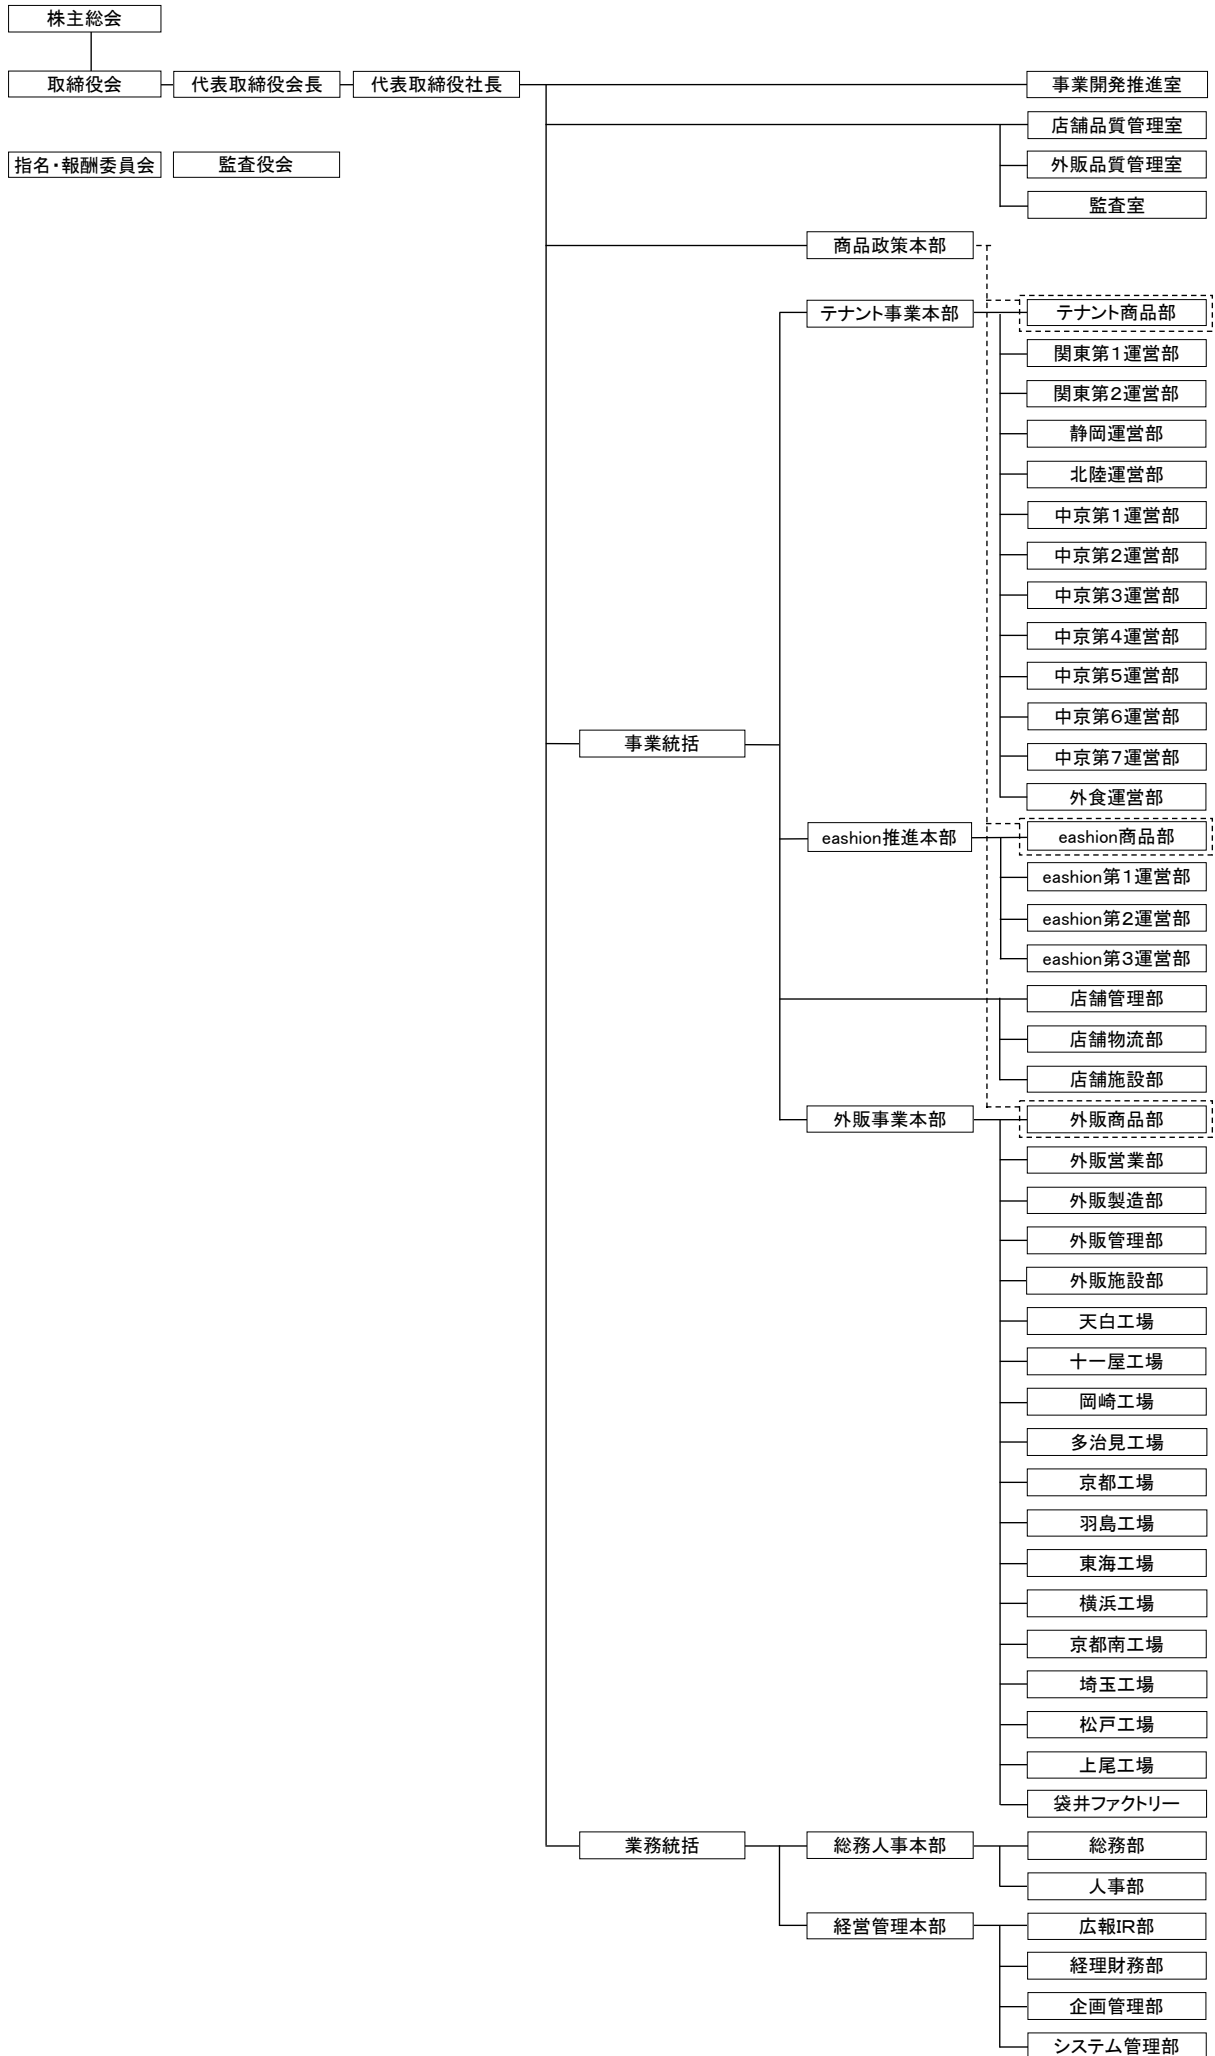 株主総会
取締役会
代表取締役会長
代表取締役社長
事業開発推進室
店舗品質管理室
指名・報酬委員会
監査役会
外販品質管理室
監査室
商品政策本部
テナント事業本部
テナント商品部
関東第1運営部
関東第2運営部
静岡運営部
北陸運営部
中京第1運営部
中京第2運営部
中京第3運営部
中京第4運営部
中京第5運営部
中京第6運営部
事業統括
中京第7運営部
外食運営部
eashion推進本部
eashion商品部
eashion第1運営部
eashion第2運営部
eashion第3運営部
店舗管理部
店舗物流部
店舗施設部
外販事業本部
外販商品部
外販営業部
外販製造部
外販管理部
外販施設部
天白工場
十一屋工場
岡崎工場
多治見工場
京都工場
羽島工場
東海工場
横浜工場
京都南工場
埼玉工場
松戸工場
上尾工場
袋井ファクトリー
業務統括
総務人事本部
総務部
人事部
経営管理本部
広報IR部
経理財務部
企画管理部
システム管理部